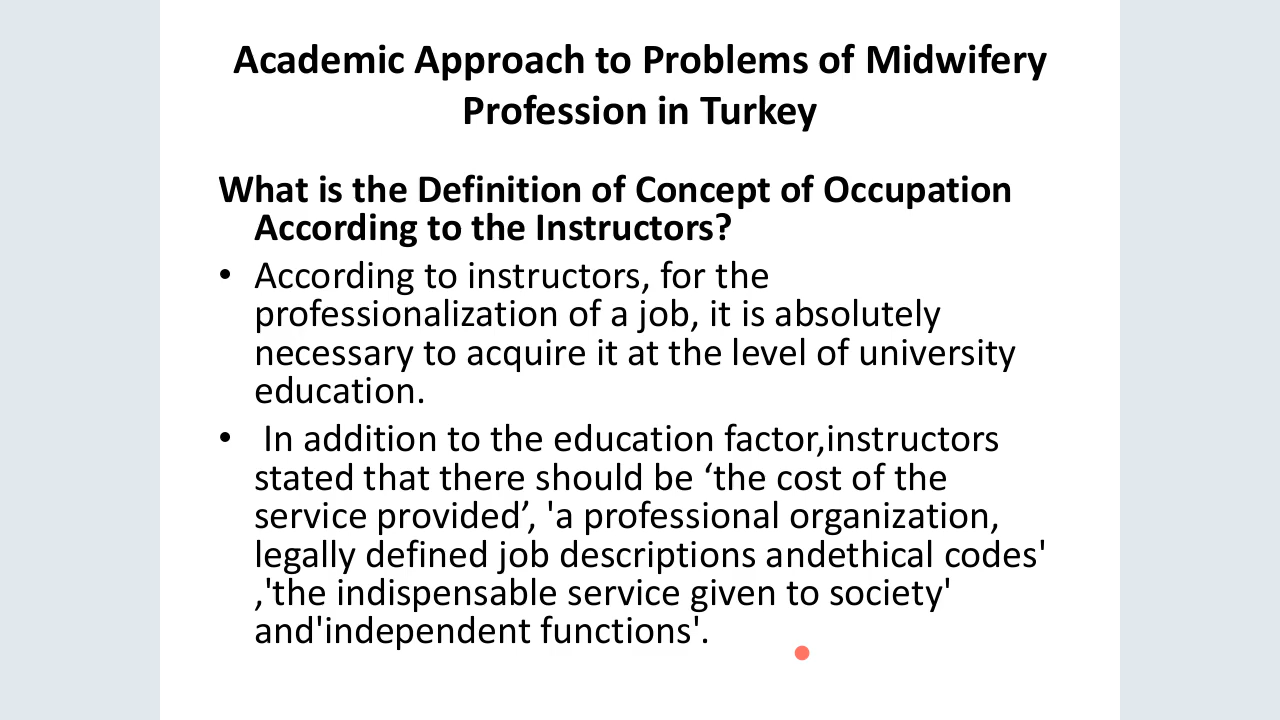 Academic Approach to Problems of Midwifery
Profession in Turkey
What is the Definition of Concept of Occupation
According to the Instructors?
• According to instructors, for the
professionalization of a job, it is absolutely
necessary to acquire it at the level of university
education.
• In addition to the education factor,instructors
stated that there should be ‘the cost of the
service provided’, 'a professional organization,
legally defined job descriptions andethical codes'
,'the indispensable service given to society'
and'independent functions'.